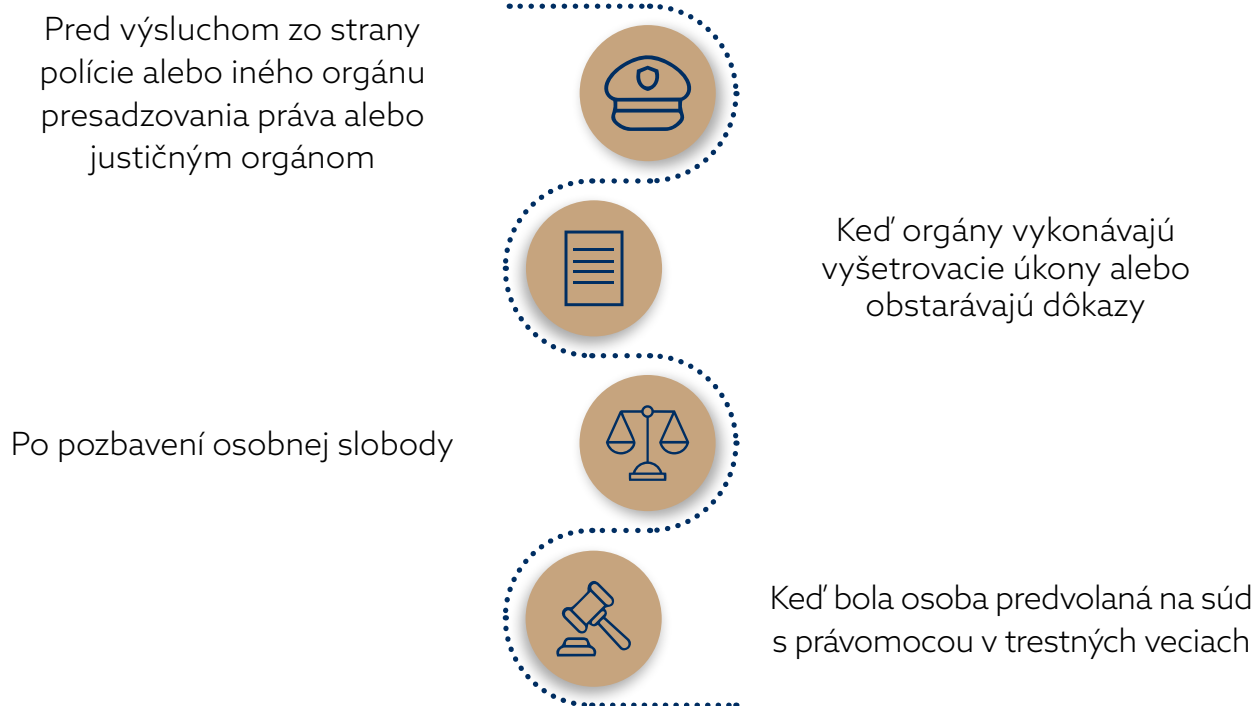 Pred výsluchom zo strany
polície alebo iného orgánu
presadzovania práva alebo
justičným orgánom
Keď orgány vykonávajú
vyšetrovacie úkony alebo
obstarávajú dôkazy
Po pozbavení osobnej slobody
Keď bola osoba predvolaná na súd
s právomocou v trestných veciach